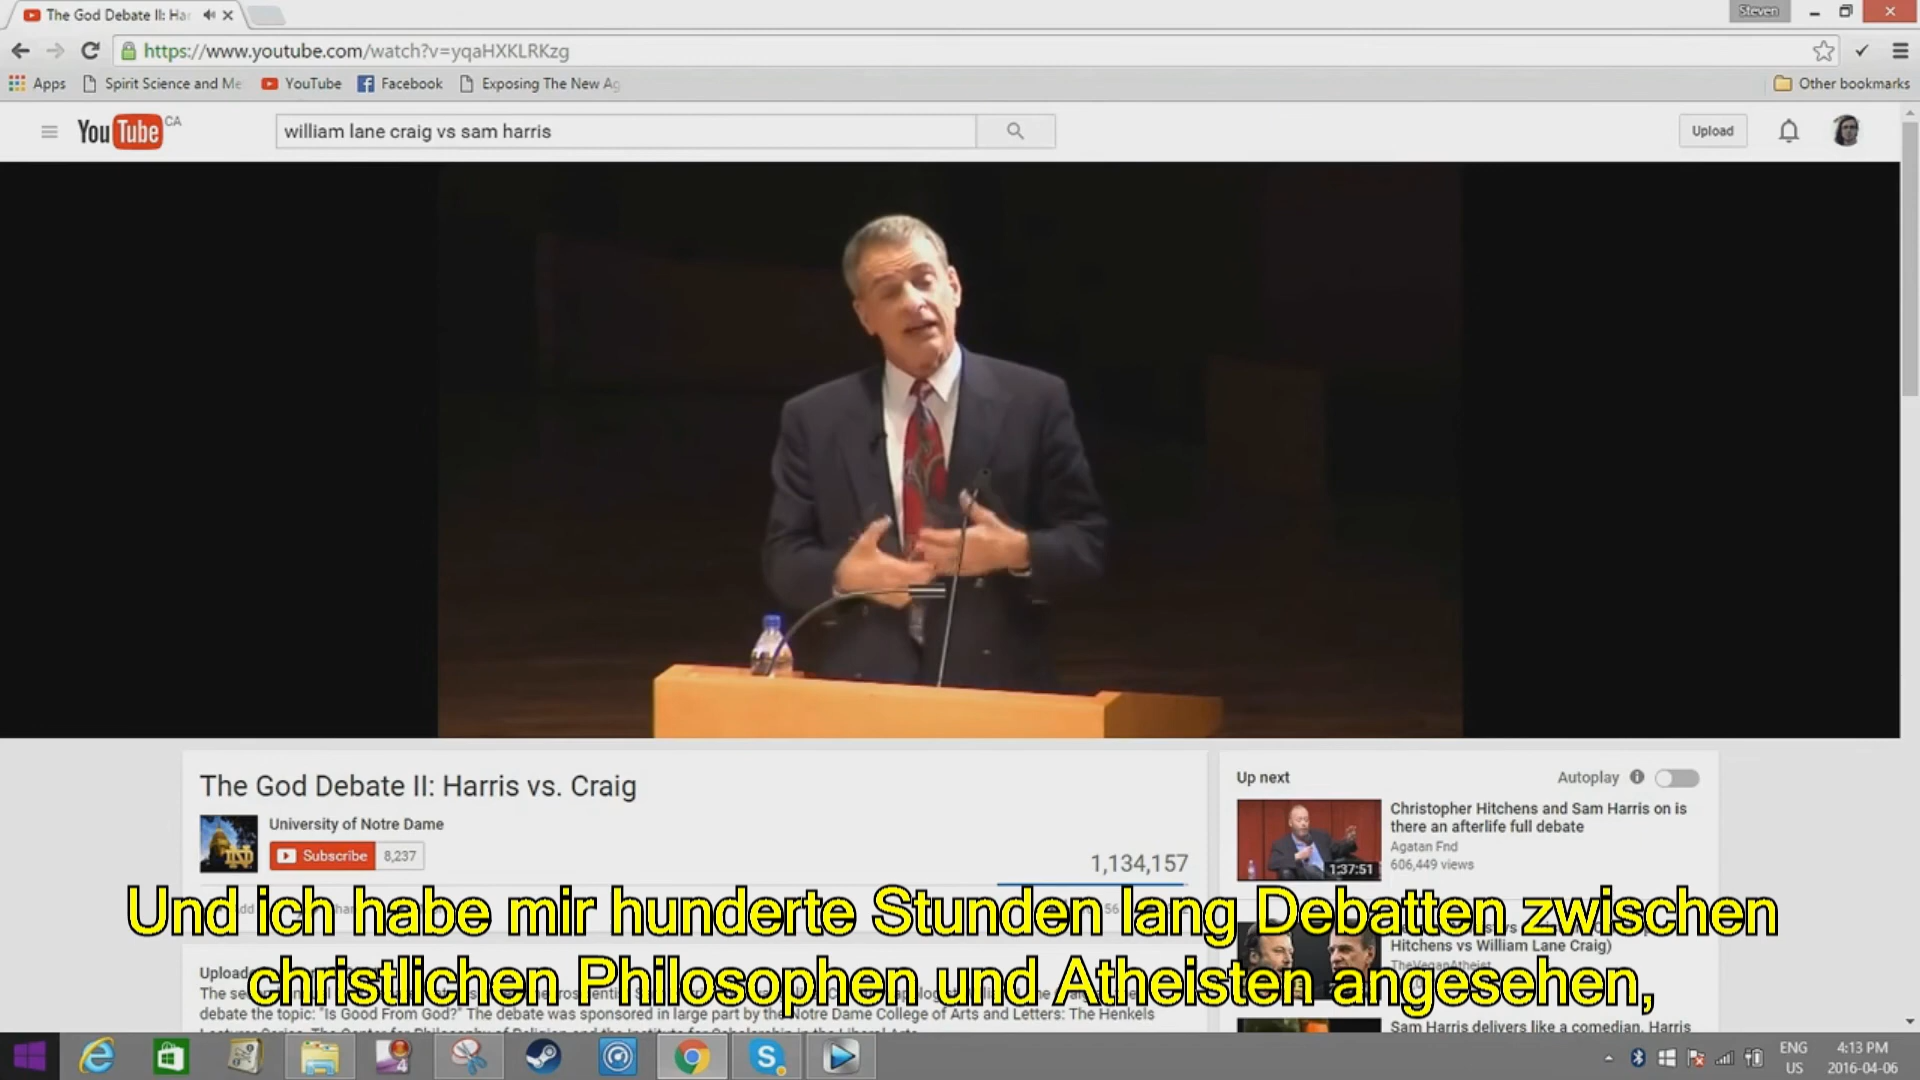 The God Debate II: Har
Steven
https://www.youtube.com/watch?v=yqaHXKLRKzg
Apps
Spirit Science and Me
YouTube
Facebook
Exposing The New Ag
Other bookmarks
YouTube CA
william lane craig vs sam harris
Upload
The God Debate II: Harris vs. Craig
University of Notre Dame
Subscribe 8,237
1,134,157
Up next
Autoplay
Christopher Hitchens and Sam Harris on is
there an afterlife full debate
Agatan Fnd
606,449 views
1:37:51
Hitchens vs William Lane Craig)
TheVeganAtheist
Sam Harris delivers like a comedian, Harris
Und ich habe mir hunderte Stunden lang Debatten zwischen
christlichen Philosophen und Atheisten angesehen,
debate the topic: "Is Good From God?" The debate was sponsored in large part by the Notre Dame College of Arts and Letters: The Henkels
ENG
US
4:13 PM
2016-04-06